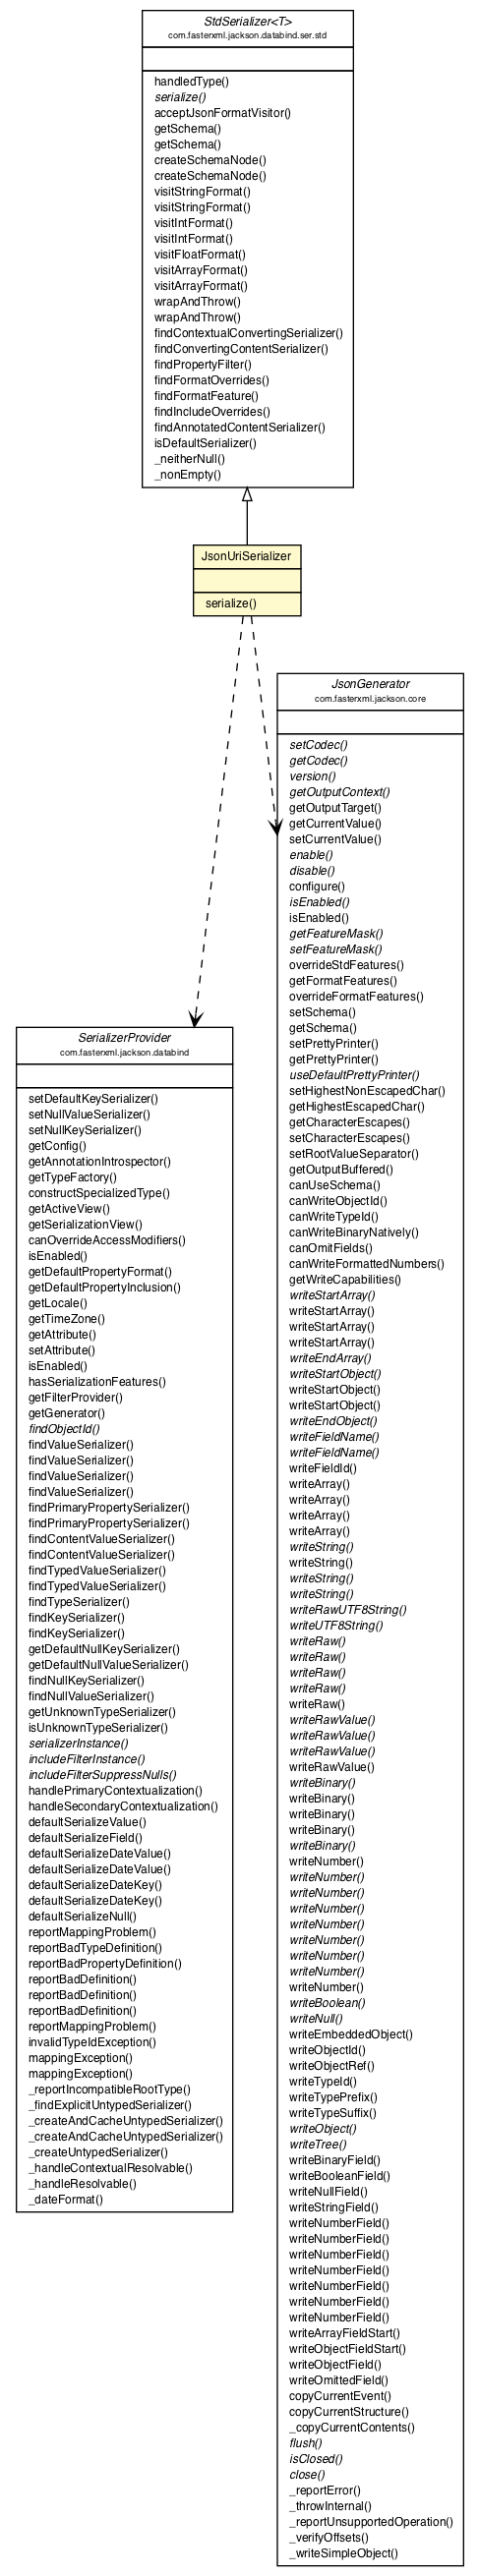 StdSerializer<T>
com.fasterxml.jackson.databind.ser.std
handledType()
serialize()
acceptJsonFormatVisitor()
getSchema()
getSchema()
createSchemaNode()
createSchemaNode()
visitStringFormat()
visitStringFormat()
visitIntFormat()
visitIntFormat()
visitFloatFormat()
visitArrayFormat()
visitArrayFormat()
wrapAndThrow()
wrapAndThrow()
findContextualConvertingSerializer()
findConvertingContentSerializer()
findPropertyFilter()
findFormatOverrides()
findFormatFeature()
findIncludeOverrides()
findAnnotatedContentSerializer()
isDefaultSerializer()
_neitherNull()
_nonEmpty()
JsonUriSerializer
serialize()
JsonGenerator
com.fasterxml.jackson.core
setCodec()
getCodec()
version()
getOutputContext()
getOutputTarget()
getCurrentValue()
setCurrentValue()
enable()
disable()
configure()
isEnabled()
isEnabled()
getFeatureMask()
setFeatureMask()
overrideStdFeatures()
getFormatFeatures()
overrideFormatFeatures()
setSchema()
getSchema()
setPrettyPrinter()
getPrettyPrinter()
useDefaultPrettyPrinter()
setHighestNonEscapedChar()
getHighestEscapedChar()
getCharacterEscapes()
setCharacterEscapes()
setRootValueSeparator()
getOutputBuffered()
canUseSchema()
canWriteObjectId()
canWriteTypeId()
canWriteBinaryNatively()
canOmitFields()
canWriteFormattedNumbers()
getWriteCapabilities()
writeStartArray()
writeStartArray()
writeStartArray()
writeStartArray()
writeEndArray()
writeStartObject()
writeStartObject()
writeStartObject()
writeEndObject()
writeFieldName()
writeFieldName()
writeFieldId()
writeArray()
writeArray()
writeArray()
writeArray()
writeString()
writeString()
writeString()
writeString()
writeRawUTF8String()
writeUTF8String()
writeRaw()
writeRaw()
writeRaw()
writeRaw()
writeRaw()
writeRawValue()
writeRawValue()
writeRawValue()
writeRawValue()
writeBinary()
writeBinary()
writeBinary()
writeBinary()
writeBinary()
writeNumber()
writeNumber()
writeNumber()
writeNumber()
writeNumber()
writeNumber()
writeNumber()
writeNumber()
writeNumber()
writeBoolean()
writeNull()
writeEmbeddedObject()
writeObjectId()
writeObjectRef()
writeTypeId()
writeTypePrefix()
writeTypeSuffix()
writeObject()
writeTree()
writeBinaryField()
writeBooleanField()
writeNullField()
writeStringField()
writeNumberField()
writeNumberField()
writeNumberField()
writeNumberField()
writeNumberField()
writeNumberField()
writeNumberField()
writeArrayFieldStart()
writeObjectFieldStart()
writeObjectField()
writeOmittedField()
copyCurrentEvent()
copyCurrentStructure()
_copyCurrentContents()
flush()
isClosed()
close()
_reportError()
_throwInternal()
_reportUnsupportedOperation()
_verifyOffsets()
_writeSimpleObject()
SerializerProvider
com.fasterxml.jackson.databind
setDefaultKeySerializer()
setNullValueSerializer()
setNullKeySerializer()
getConfig()
getAnnotationIntrospector()
getTypeFactory()
constructSpecializedType()
getActiveView()
getSerializationView()
canOverrideAccessModifiers()
isEnabled()
getDefaultPropertyFormat()
getDefaultPropertyInclusion()
getLocale()
getTimeZone()
getAttribute()
setAttribute()
isEnabled()
hasSerializationFeatures()
getFilterProvider()
getGenerator()
findObjectId()
findValueSerializer()
findValueSerializer()
findValueSerializer()
findValueSerializer()
findPrimaryPropertySerializer()
findPrimaryPropertySerializer()
findContentValueSerializer()
findContentValueSerializer()
findTypedValueSerializer()
findTypedValueSerializer()
findTypeSerializer()
findKeySerializer()
findKeySerializer()
getDefaultNullKeySerializer()
getDefaultNullValueSerializer()
findNullKeySerializer()
findNullValueSerializer()
getUnknownTypeSerializer()
isUnknownTypeSerializer()
serializerInstance()
includeFilterInstance()
includeFilterSuppressNulls()
handlePrimaryContextualization()
handleSecondaryContextualization()
defaultSerializeValue()
defaultSerializeField()
defaultSerializeDateValue()
defaultSerializeDateValue()
defaultSerializeDateKey()
defaultSerializeDateKey()
defaultSerializeNull()
reportMappingProblem()
reportBadTypeDefinition()
reportBadPropertyDefinition()
reportBadDefinition()
reportBadDefinition()
reportBadDefinition()
reportMappingProblem()
invalidTypeIdException()
mappingException()
mappingException()
_reportIncompatibleRootType()
_findExplicitUntypedSerializer()
_createAndCacheUntypedSerializer()
_createAndCacheUntypedSerializer()
_createUntypedSerializer()
_handleContextualResolvable()
_handleResolvable()
_dateFormat()